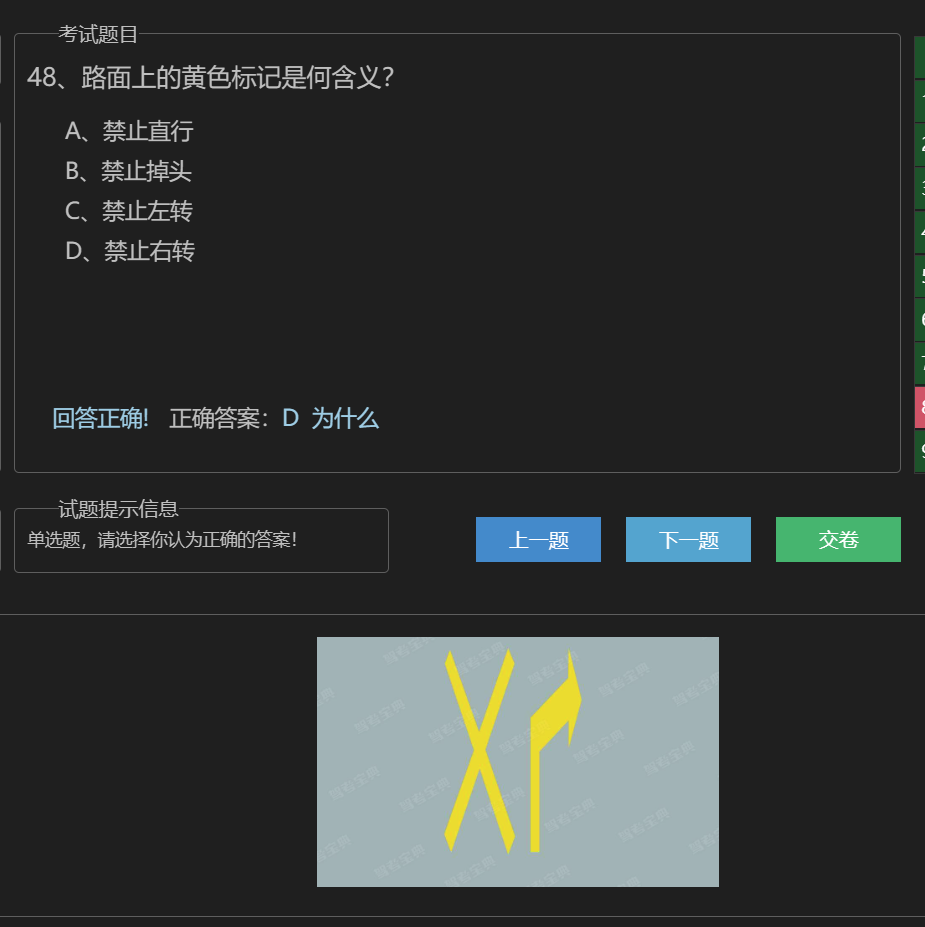 考试题目
48、路面上的黄色标记是何含义?
A、禁止直行
B、禁止掉头
C、禁止左转
D、禁止右转
回答正确! 正确答案: D 为什么
试题提示信息
单选题，请选择你认为正确的答案!
上一题 下一题 交卷
驾考宝典